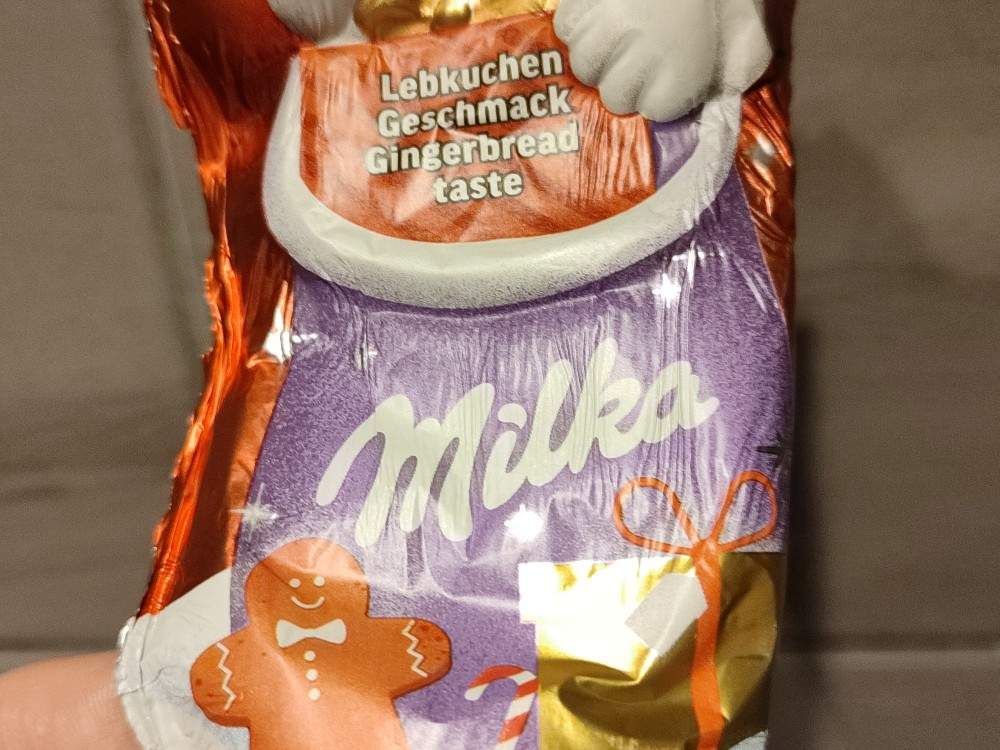 Lebkuchen
Geschmack
Gingerbread
taste
Milka